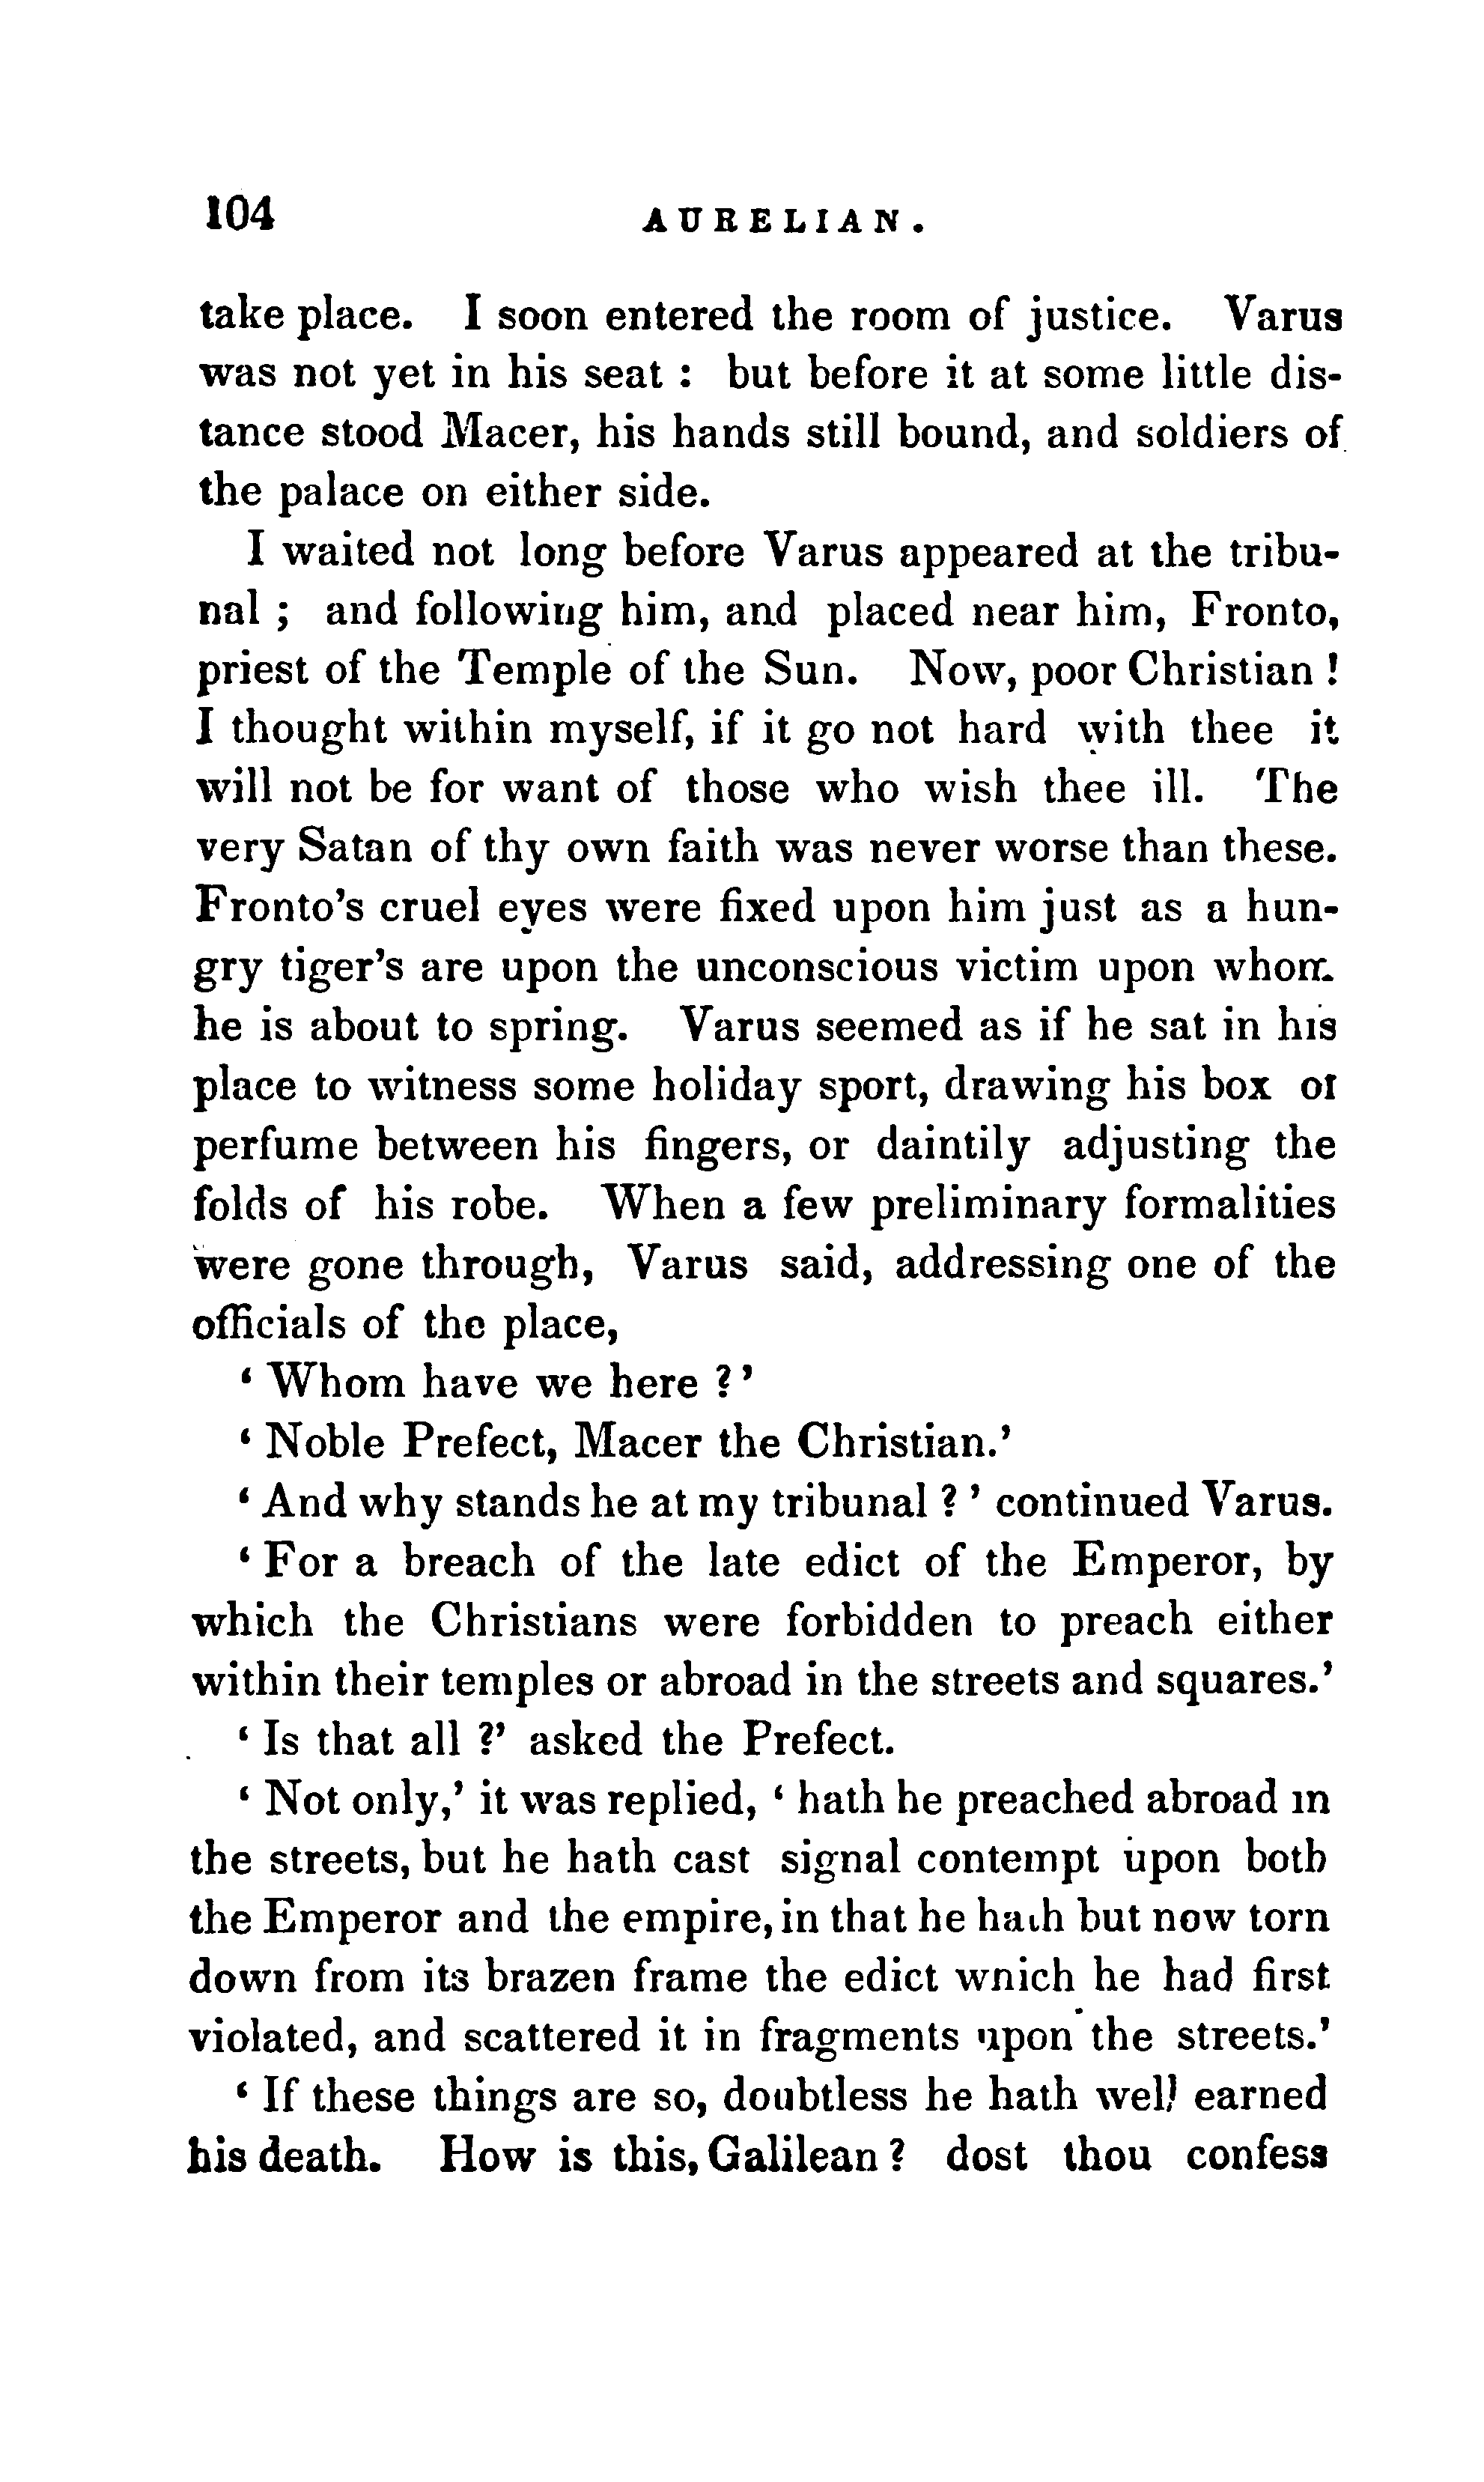 104 AURELIAN.
take place. I soon entered the room of justice. Varus
was not yet in his seat : but before it at some little dis-
tance stood Macer, his hands still bound, and soldiers of
the palace on either side.
I waited not long before Varus appeared at the tribu-
nal ; and following him, and placed near him, Fronto,
priest of the Temple of the Sun. Now, poor Christian !
I thought within myself, if it go not hard with thee it
will not be for want of those who wish thee ill. The
very Satan of thy own faith was never worse than these.
Fronto's cruel eyes were fixed upon him just as a hun-
gry tiger's are upon the unconscious victim upon whom
he is about to spring. Varus seemed as if he sat in his
place to witness some holiday sport, drawing his box of
perfume between his fingers, or daintily adjusting the
folds of his robe. When a few preliminary formalities
were gone through, Varus said, addressing one of the
officials of the place,
‘ Whom have we here ? ’
‘ Noble Prefect, Macer the Christian.’
‘ And why stands he at my tribunal ? ’ continued Varus.
‘ For a breach of the late edict of the Emperor, by
which the Christians were forbidden to preach either
within their temples or abroad in the streets and squares.’
‘ Is that all ?’ asked the Prefect.
‘ Not only,’ it was replied, ‘ hath he preached abroad in
the streets, but he hath cast signal contempt upon both
the Emperor and the empire, in that he hath but now torn
down from its brazen frame the edict which he had first
violated, and scattered it in fragments upon the streets.’
‘ If these things are so, doubtless he hath well earned
his death. How is this, Galilean ? dost thou confess